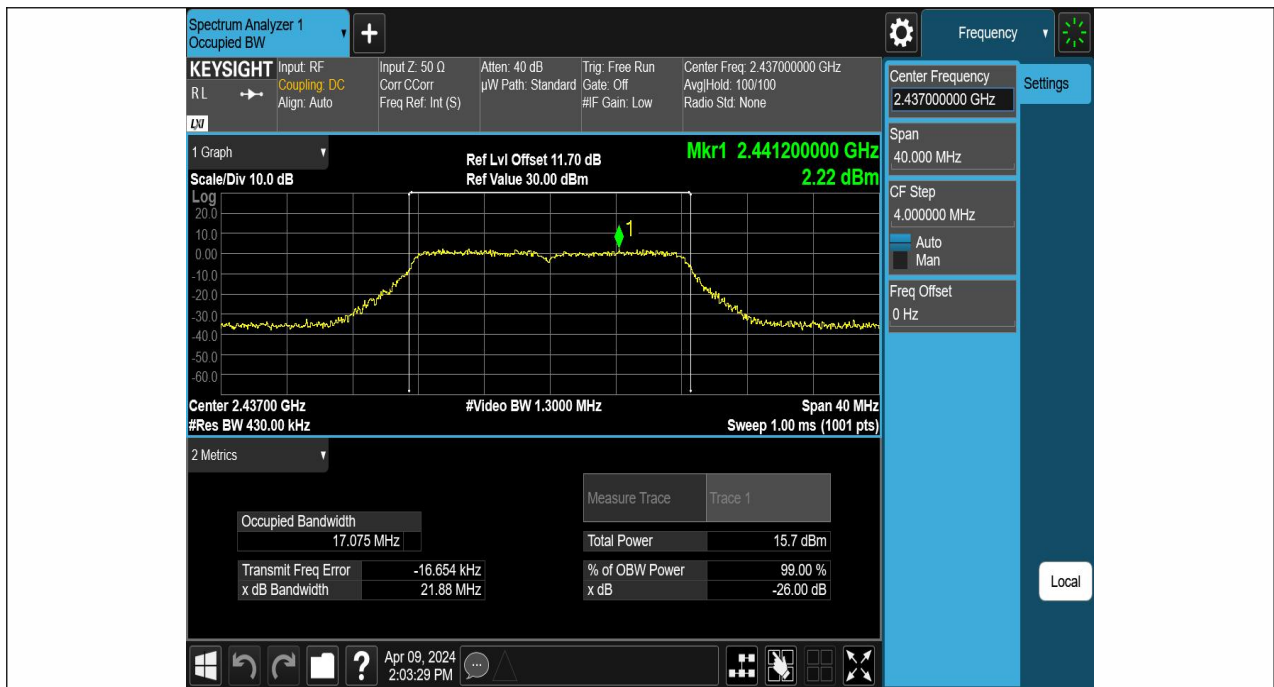 Spectrum Analyzer 1
Occupied BW
+
Frequency
KEYSIGHT
R L
LXI
Input: RF
Coupling: DC
Align: Auto
Input Z: 50 Ω
Corr CCorr
Freq Ref: Int (S)
Atten: 40 dB
µW Path: Standard
Trig: Free Run
Gate: Off
#IF Gain: Low
Center Freq: 2.437000000 GHz
Avg|Hold: 100/100
Radio Std: None
Center Frequency
2.437000000 GHz
Settings
Span
40.000 MHz
CF Step
4.000000 MHz
Auto
Man
Freq Offset
0 Hz
Local
1 Graph
Scale/Div 10.0 dB
Ref Lvl Offset 11.70 dB
Ref Value 30.00 dBm
Mkr1 2.441200000 GHz
2.22 dBm
Log
20.0
10.0
0.00
-10.0
-20.0
-30.0
-40.0
-50.0
-60.0
1
Center 2.43700 GHz
#Video BW 1.3000 MHz
Span 40 MHz
#Res BW 430.00 kHz
Sweep 1.00 ms (1001 pts)
2 Metrics
Measure Trace Trace 1
Occupied Bandwidth
17.075 MHz
Total Power 15.7 dBm
Transmit Freq Error -16.654 kHz
% of OBW Power 99.00 %
x dB Bandwidth 21.88 MHz
x dB -26.00 dB
?
Apr 09, 2024
2:03:29 PM